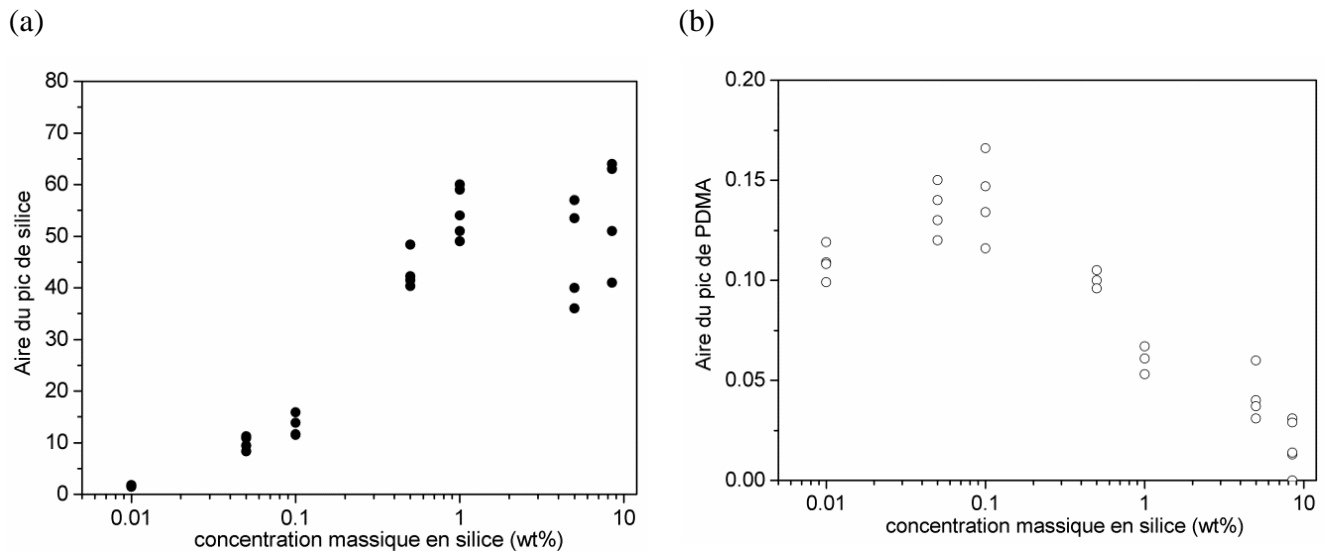 (a)
(b)
80
70
60
50
40
30
20
10
0
Aire du pic de silice
0.01 0.1 1 10
concentration massique en silice (wt%)
0.20
0.15
0.10
0.05
0.00
Aire du pic de PDMA
0.01 0.1 1 10
concentration massique en silice (wt%)